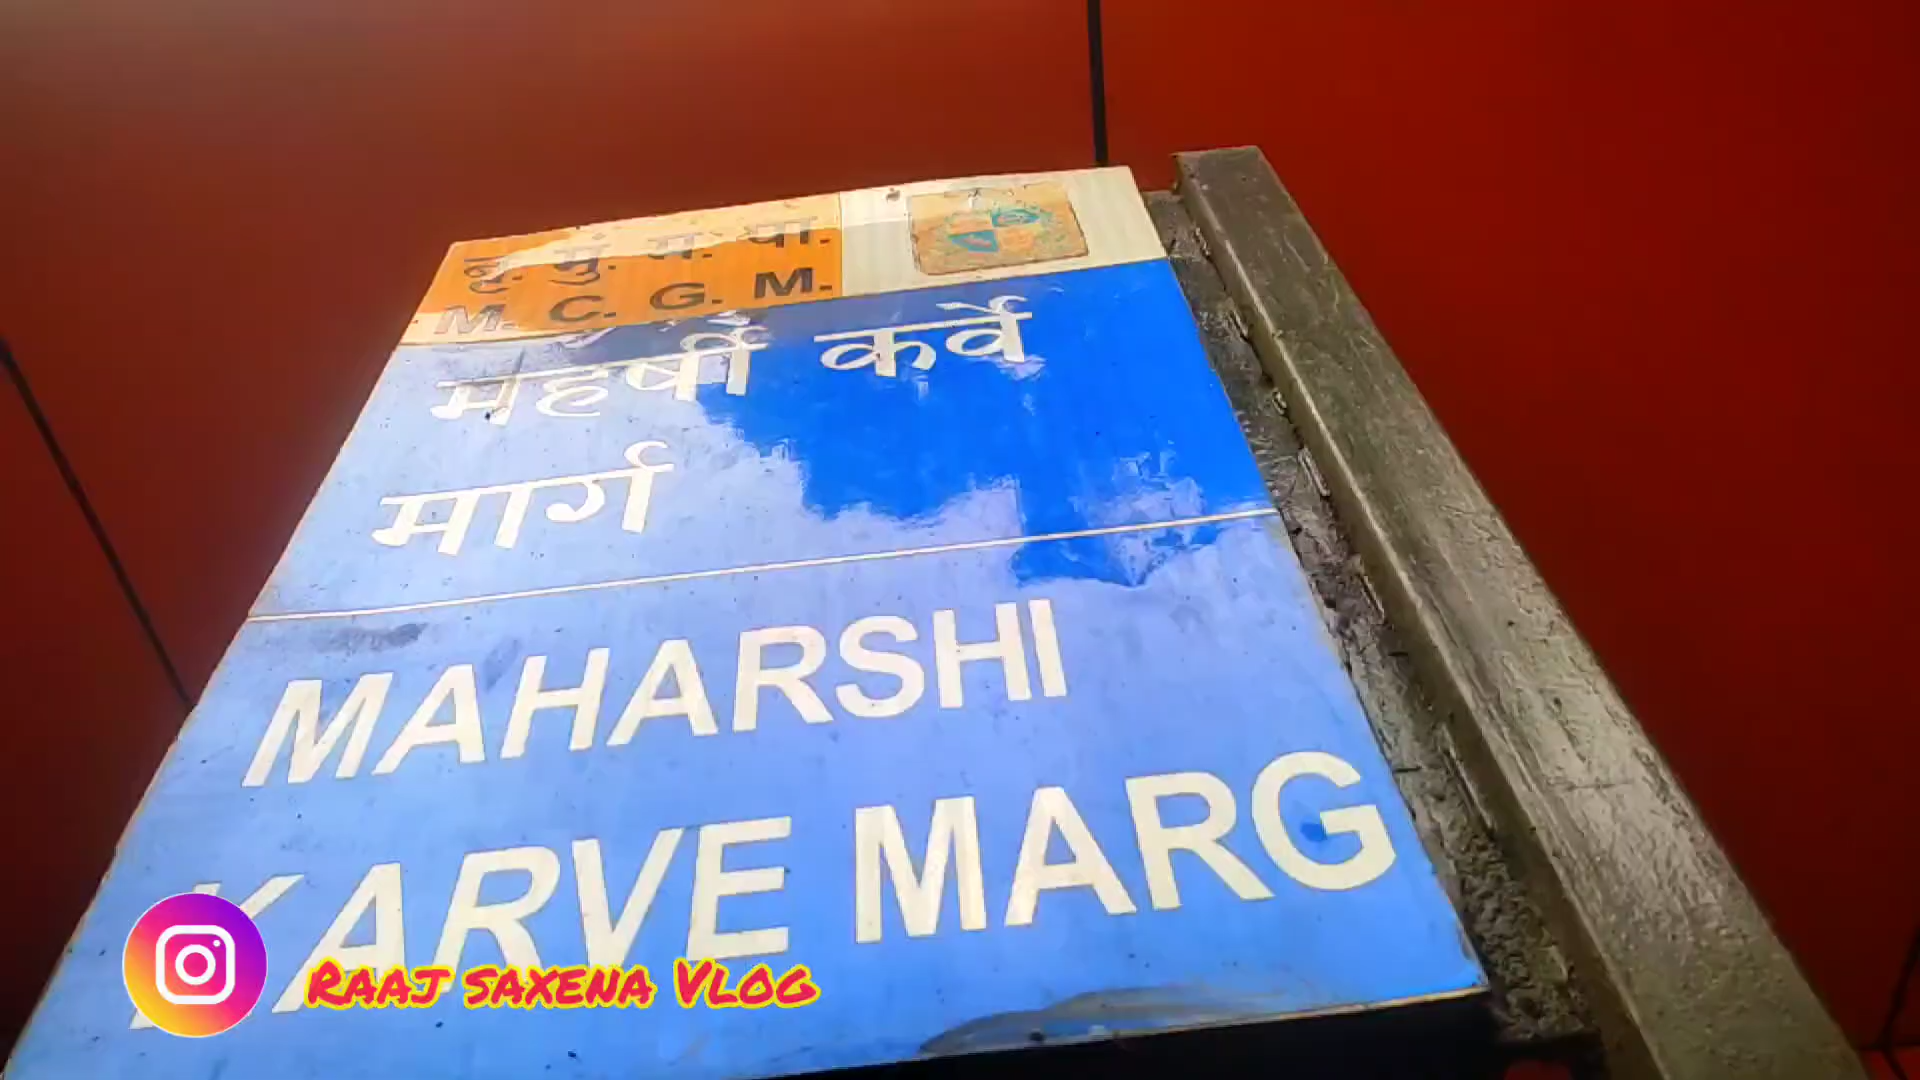 बृ. मुं. म. पा.
M. C. G. M.
महर्षी कर्वे
मार्ग
MAHARSHI
KARVE MARG
RAAJ SAXENA VLOG